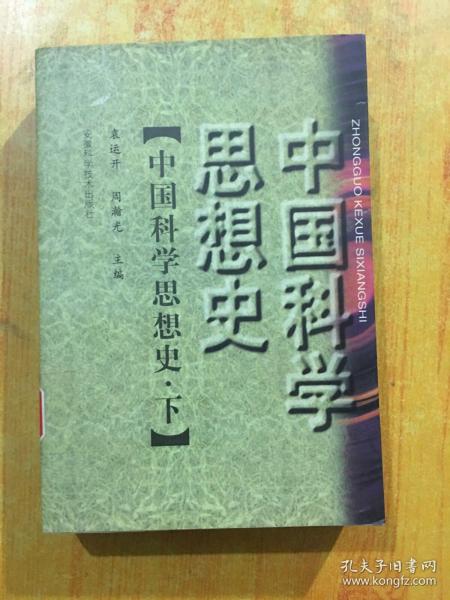 ZHONGGUO KEXUE SIXIANGSHI
中国科学
思想史
【中国科学思想史·下】
袁运开 周瀚光 主编
安徽科学技术出版社
孔夫子旧书网
www.kongfz.com